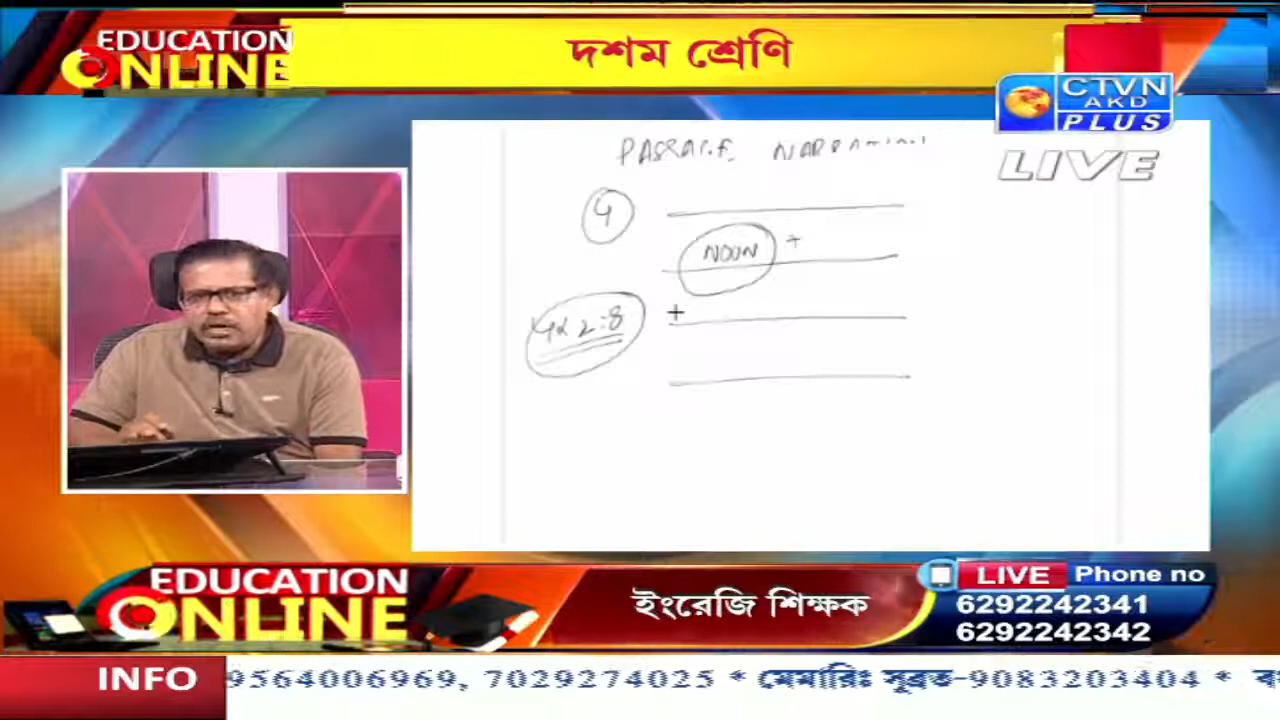 EDUCATION
ONLINE
দশম শ্রেণি
CTVN
AKD
PLUS
LIVE
PASSAGE NARRATION
4
NOUN +
4x2=8 +
EDUCATION
ONLINE
ইংরেজি শিক্ষক
LIVE Phone no
6292242341
6292242342
INFO 9564006969, 7029274025 * মেমারিঃ সুব্রত-9083203404 *